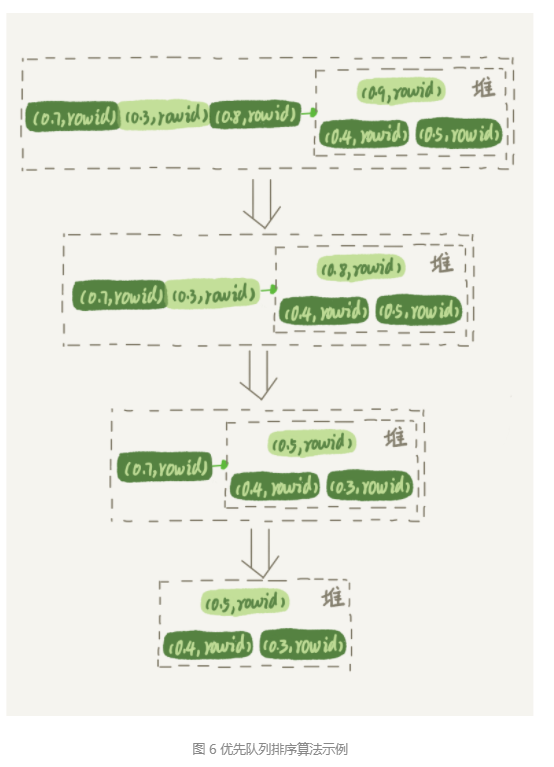 (0.9,rowid) 堆
(0.7,rowid) (0.3,rowid) (0.8,rowid)
(0.4,rowid) (0.5,rowid)
(0.8,rowid) 堆
(0.7,rowid) (0.3,rowid)
(0.4,rowid) (0.5,rowid)
(0.5,rowid) 堆
(0.7,rowid)
(0.4,rowid) (0.3,rowid)
(0.5,rowid) 堆
(0.4,rowid) (0.3,rowid)
图 6 优先队列排序算法示例